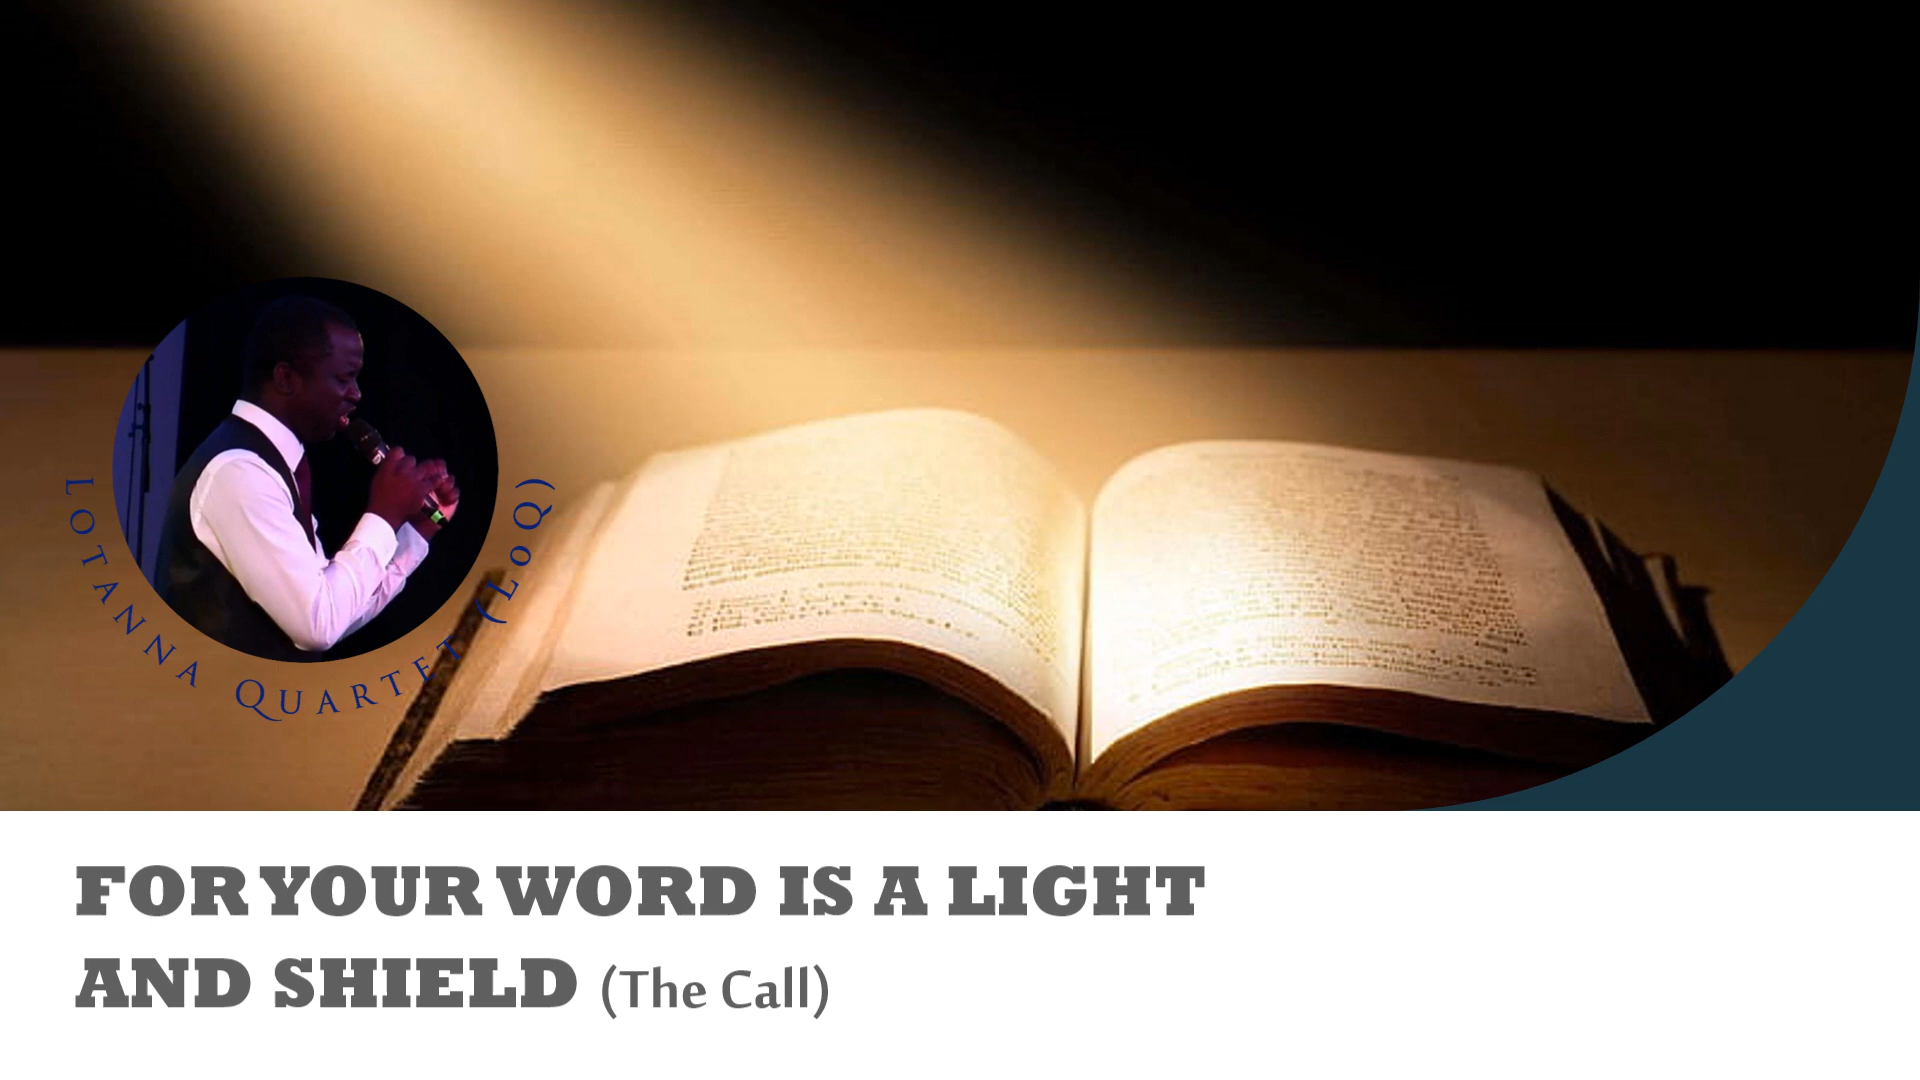 LOTANNA QUARTET (LOQ)
FOR YOUR WORD IS A LIGHT
AND SHIELD (The Call)